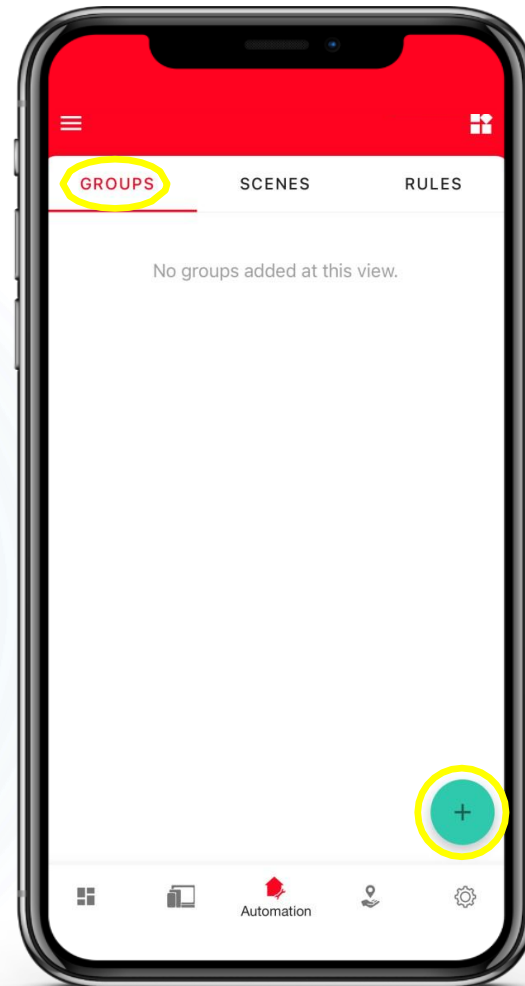 GROUPS SCENES RULES
No groups added at this view.
+
Automation